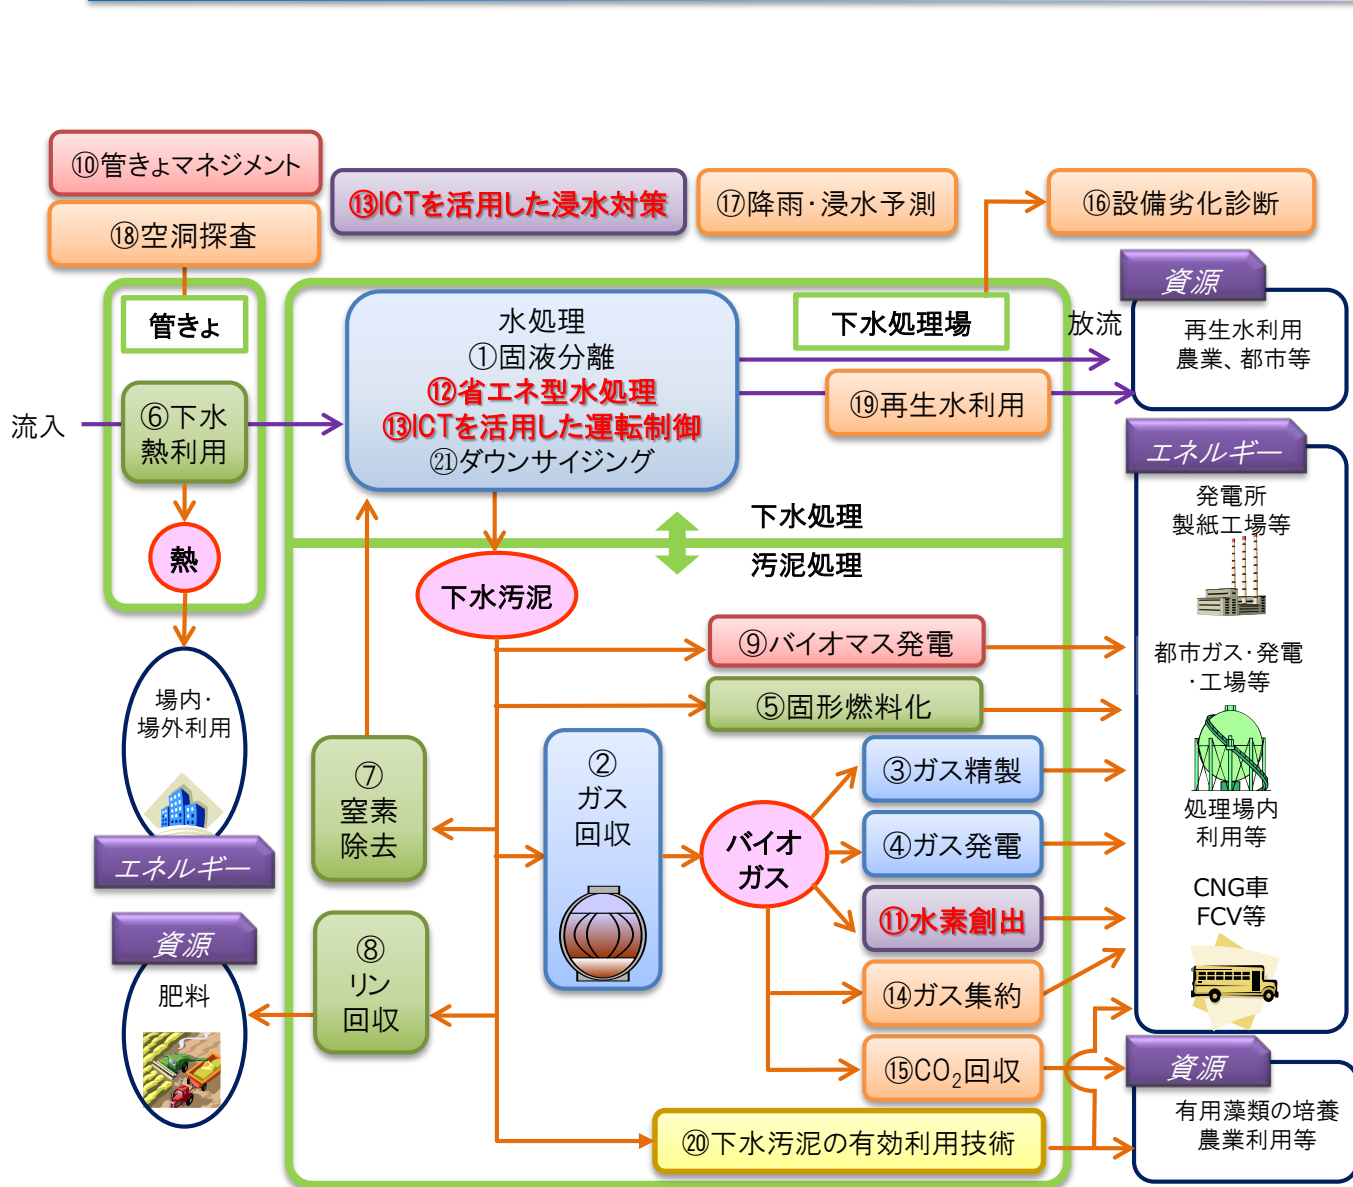 ⑩管きょマネジメント
⑬ICTを活用した浸水対策
⑰降雨・浸水予測
⑯設備劣化診断
⑱空洞探査
管きょ
水処理
①固液分離
⑫省エネ型水処理
⑬ICTを活用した運転制御
㉑ダウンサイジング
下水処理場
放流
資源
再生水利用
農業、都市等
流入
⑥下水
熱利用
⑲再生水利用
熱
下水処理
汚泥処理
エネルギー
発電所
製紙工場等
下水汚泥
⑨バイオマス発電
⑤固形燃料化
都市ガス・発電
・工場等
場内・
場外利用
エネルギー
⑦
窒素
除去
②
ガス
回収
バイオ
ガス
③ガス精製
④ガス発電
⑪水素創出
⑭ガス集約
⑮CO₂回収
処理場内
利用等
CNG車
FCV等
資源
肥料
⑧
リン
回収
⑳下水汚泥の有効利用技術
資源
有用藻類の培養
農業利用等